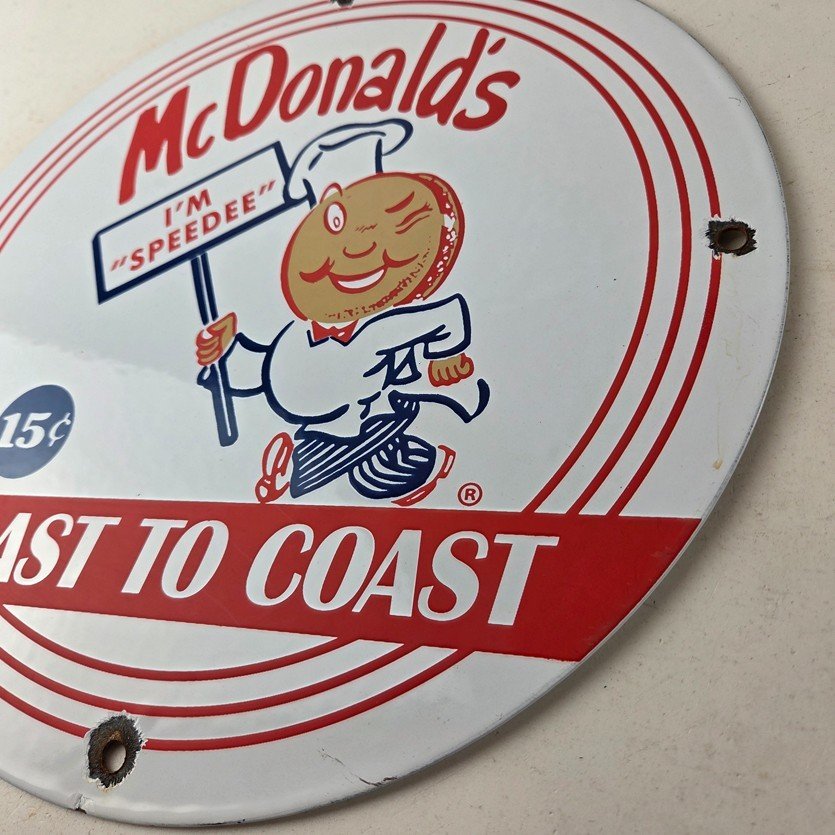 McDonald's
I'M
"SPEEDEE"
15¢
®
AST TO COAST